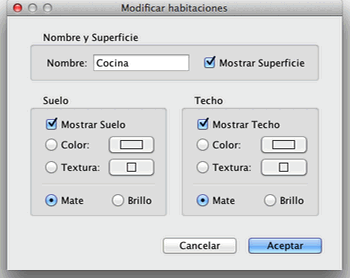 Modificar habitaciones
Nombre y Superficie
Nombre: Cocina Mostrar Superficie
Suelo
Mostrar Suelo
Color:
Textura:
Mate Brillo
Techo
Mostrar Techo
Color:
Textura:
Mate Brillo
Cancelar Aceptar